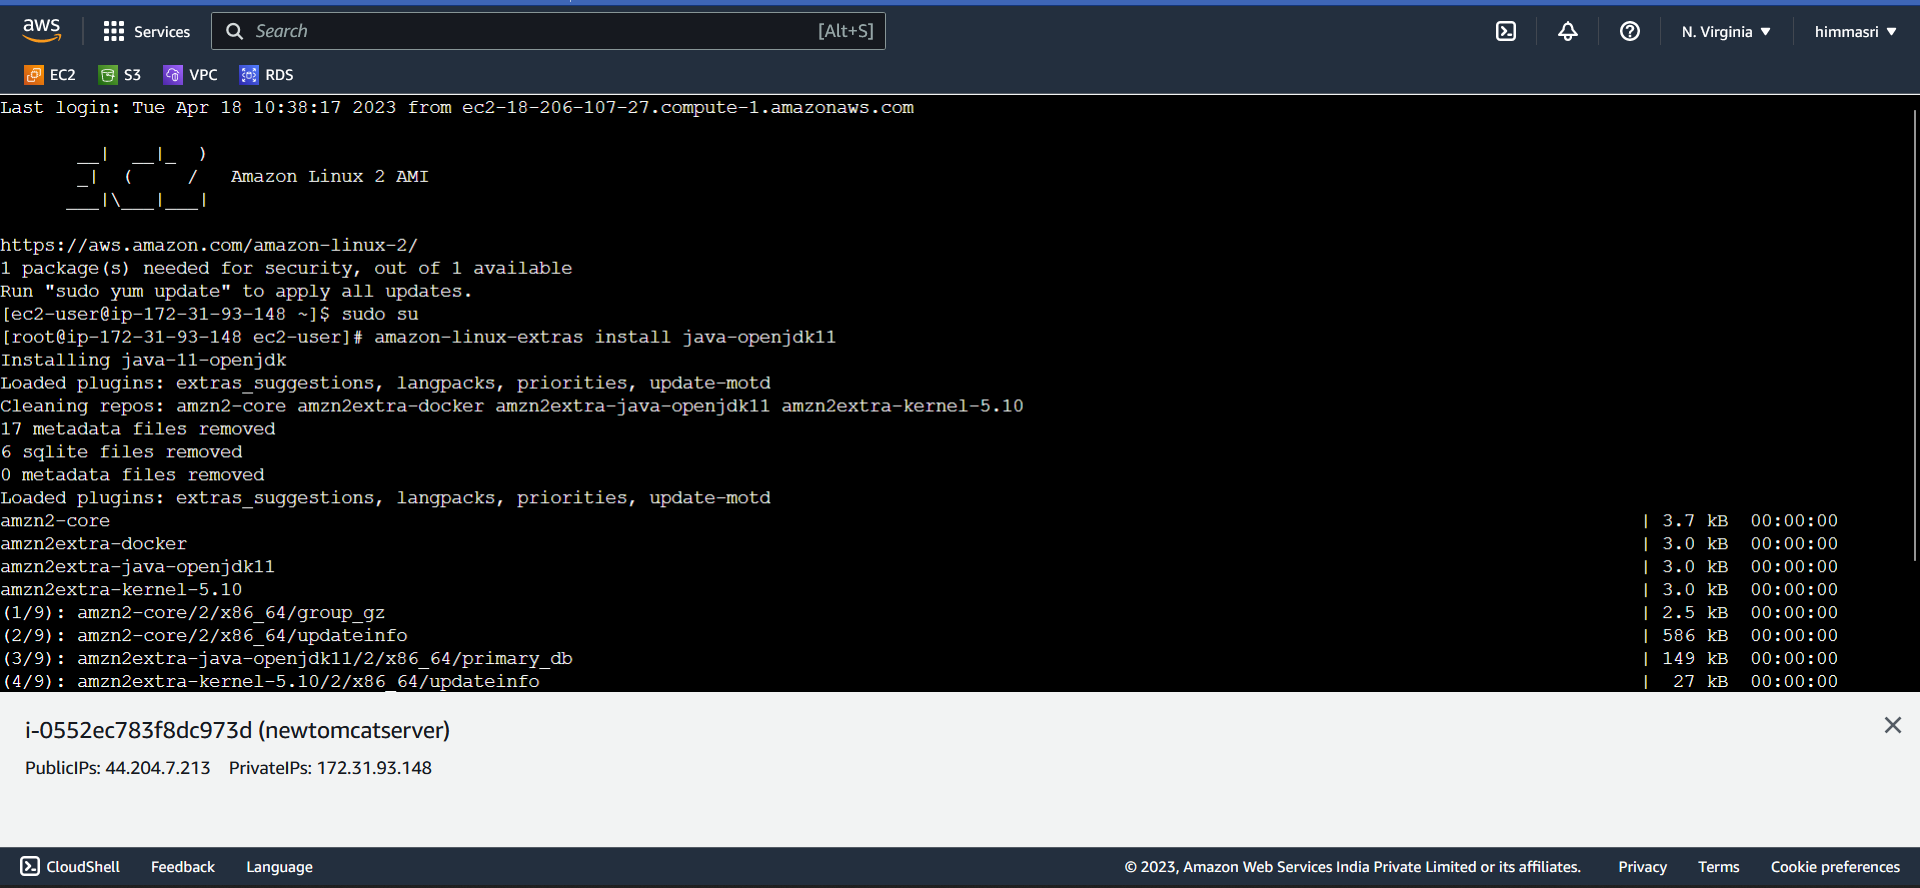 aws
Services
Search
[Alt+S]
N. Virginia ▼
himmasri ▼
EC2 S3 VPC RDS
Last login: Tue Apr 18 10:38:17 2023 from ec2-18-206-107-27.compute-1.amazonaws.com
       __|  __|_  )
       _|  (     /   Amazon Linux 2 AMI
      ___|\___|___|
https://aws.amazon.com/amazon-linux-2/
1 package(s) needed for security, out of 1 available
Run "sudo yum update" to apply all updates.
[ec2-user@ip-172-31-93-148 ~]$ sudo su
[root@ip-172-31-93-148 ec2-user]# amazon-linux-extras install java-openjdk11
Installing java-11-openjdk
Loaded plugins: extras_suggestions, langpacks, priorities, update-motd
Cleaning repos: amzn2-core amzn2extra-docker amzn2extra-java-openjdk11 amzn2extra-kernel-5.10
17 metadata files removed
6 sqlite files removed
0 metadata files removed
Loaded plugins: extras_suggestions, langpacks, priorities, update-motd
amzn2-core | 3.7 kB 00:00:00
amzn2extra-docker | 3.0 kB 00:00:00
amzn2extra-java-openjdk11 | 3.0 kB 00:00:00
amzn2extra-kernel-5.10 | 3.0 kB 00:00:00
(1/9): amzn2-core/2/x86_64/group_gz | 2.5 kB 00:00:00
(2/9): amzn2-core/2/x86_64/updateinfo | 586 kB 00:00:00
(3/9): amzn2extra-java-openjdk11/2/x86_64/primary_db | 149 kB 00:00:00
(4/9): amzn2extra-kernel-5.10/2/x86_64/updateinfo | 27 kB 00:00:00
i-0552ec783f8dc973d (newtomcatserver)
PublicIPs: 44.204.7.213 PrivateIPs: 172.31.93.148
CloudShell Feedback Language © 2023, Amazon Web Services India Private Limited or its affiliates. Privacy Terms Cookie preferences